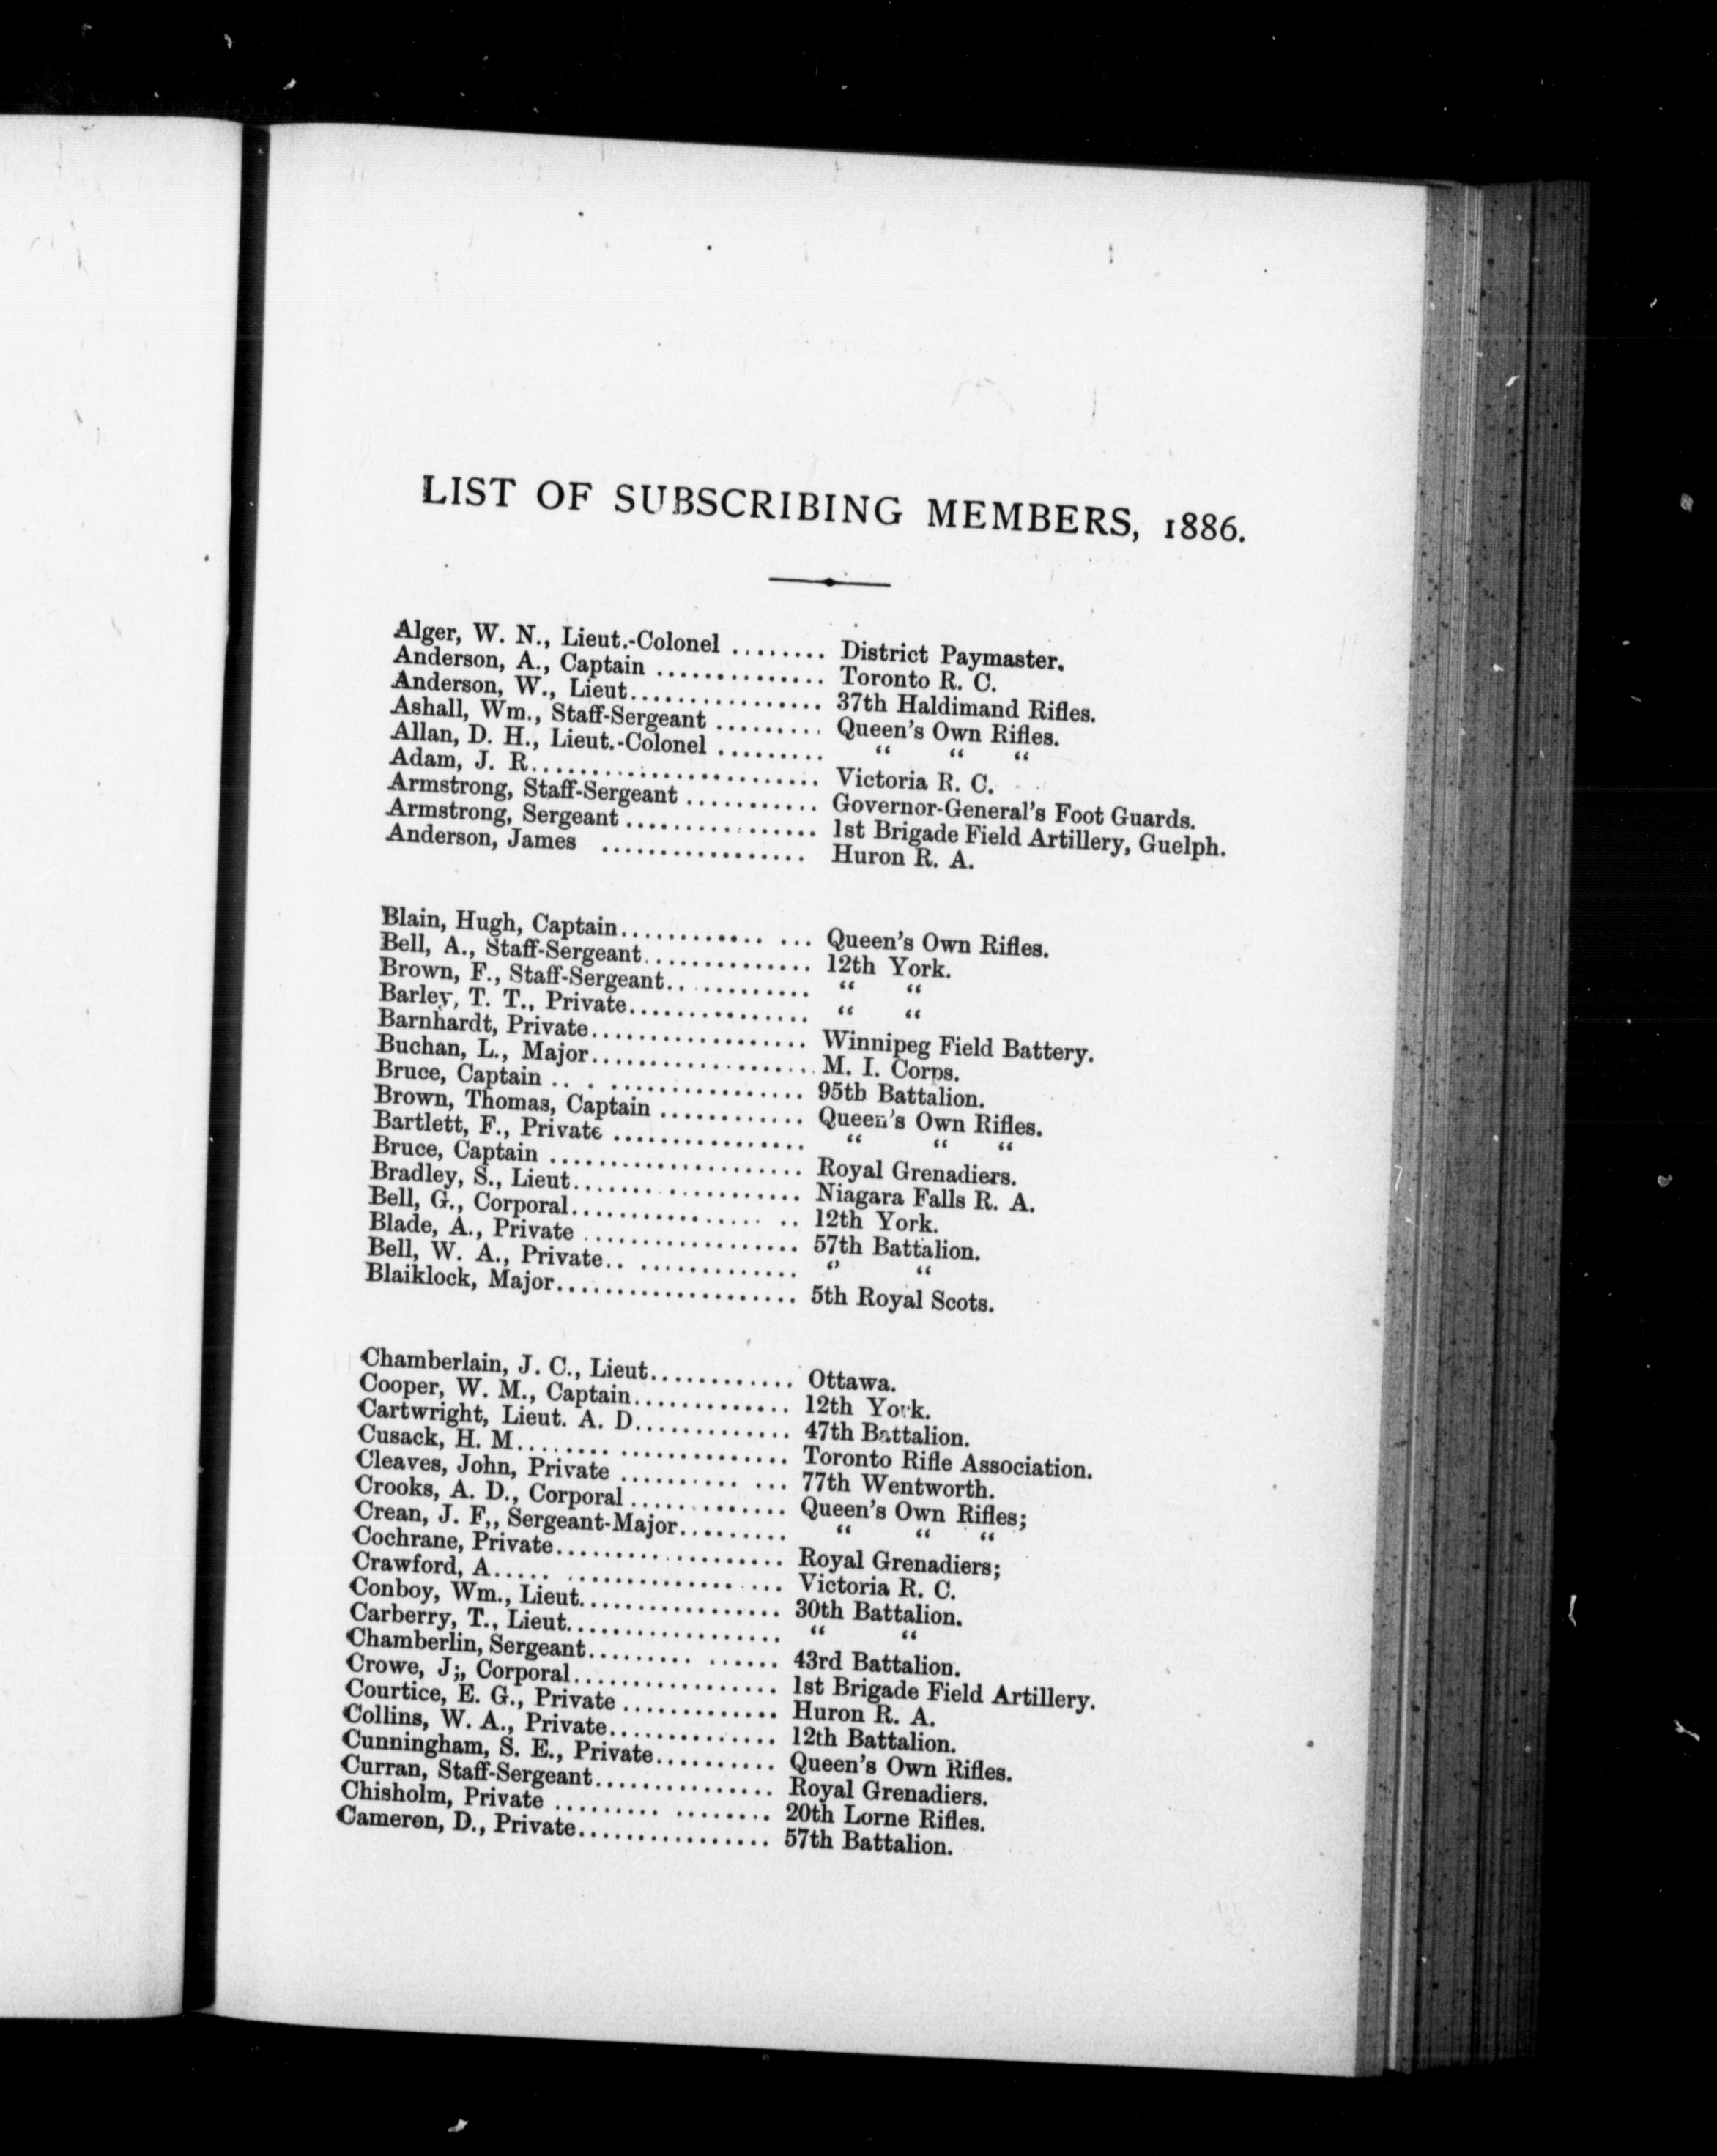 LIST OF SUBSCRIBING MEMBERS, 1886.
Alger, W. N., Lieut.-Colonel ........ District Paymaster.
Anderson, A., Captain .............. Toronto R. C.
Anderson, W., Lieut................ 37th Haldimand Rifles.
Ashall, Wm., Staff-Sergeant ......... Queen's Own Rifles.
Allan, D. H., Lieut.-Colonel ......... “ “ “
Adam, J. R........................ Victoria R. C.
Armstrong, Staff-Sergeant ........... Governor-General's Foot Guards.
Armstrong, Sergeant ................ 1st Brigade Field Artillery, Guelph.
Anderson, James ................. Huron R. A.
Blain, Hugh, Captain............ ... Queen's Own Rifles.
Bell, A., Staff-Sergeant.............. 12th York.
Brown, F., Staff-Sergeant............ “ “
Barley, T. T., Private............... “ “
Barnhardt, Private.................. Winnipeg Field Battery.
Buchan, L., Major................... M. I. Corps.
Bruce, Captain .. . ................ 95th Battalion.
Brown, Thomas, Captain ............ Queen's Own Rifles.
Bartlett, F., Private ................ “ “ “
Bruce, Captain ..................... Royal Grenadiers.
Bradley, S., Lieut................... Niagara Falls R. A.
Bell, G., Corporal................ .. 12th York.
Blade, A., Private .................. 57th Battalion.
Bell, W. A., Private.. ............. “ “
Blaiklock, Major.................... 5th Royal Scots.
Chamberlain, J. C., Lieut............ Ottawa.
Cooper, W. M., Captain............. 12th York.
Cartwright, Lieut. A. D............. 47th Battalion.
Cusack, H. M........ .............. Toronto Rifle Association.
Cleaves, John, Private .......... ... 77th Wentworth.
Crooks, A. D., Corporal ............. Queen's Own Rifles;
Crean, J. F,, Sergeant-Major......... “ “ “
Cochrane, Private................... Royal Grenadiers;
Crawford, A..... .................. Victoria R. C.
Conboy, Wm., Lieut................. 30th Battalion.
Carberry, T., Lieut.................. “ “
Chamberlin, Sergeant......... ...... 43rd Battalion.
Crowe, J;, Corporal................. 1st Brigade Field Artillery.
Courtice, E. G., Private ............. Huron R. A.
Collins, W. A., Private.............. 12th Battalion.
Cunningham, S. E., Private.......... Queen's Own Rifles.
Curran, Staff-Sergeant............... Royal Grenadiers.
Chisholm, Private ......... ........ 20th Lorne Rifles.
Cameron, D., Private................ 57th Battalion.